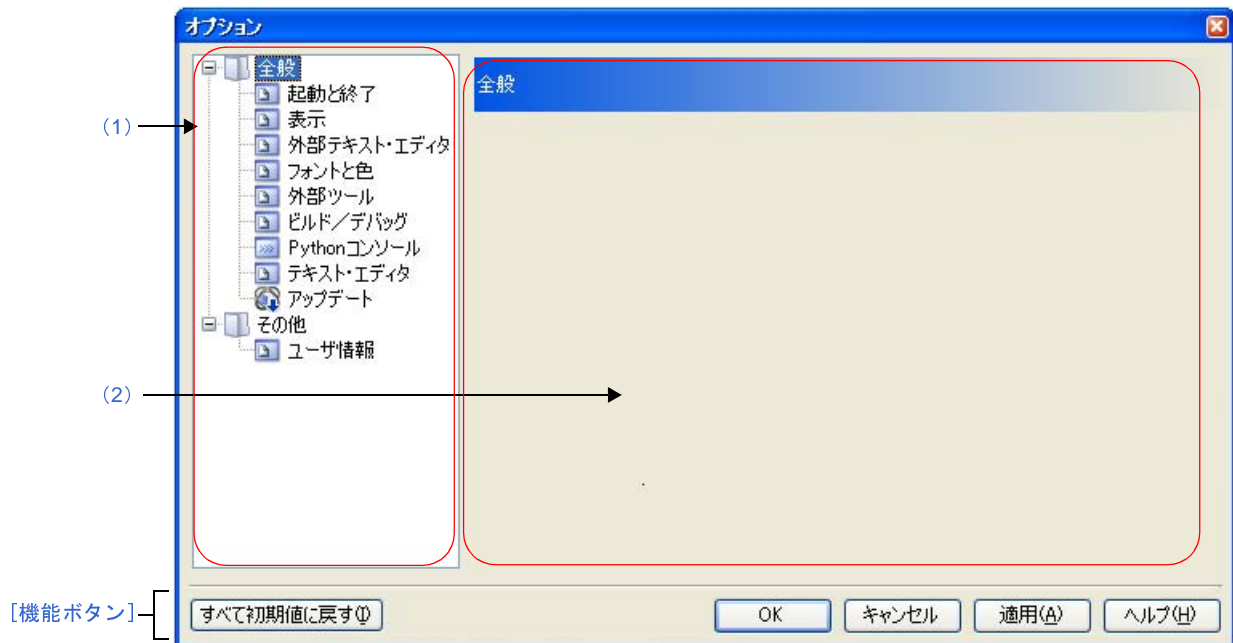 オプション
全般
起動と終了
表示
外部テキスト・エディタ
フォントと色
外部ツール
ビルド／デバッグ
Pythonコンソール
テキスト・エディタ
アップデート
その他
ユーザ情報
全般
(1)
(2)
[機能ボタン]
すべて初期値に戻す(I)
OK
キャンセル
適用(A)
ヘルプ(H)